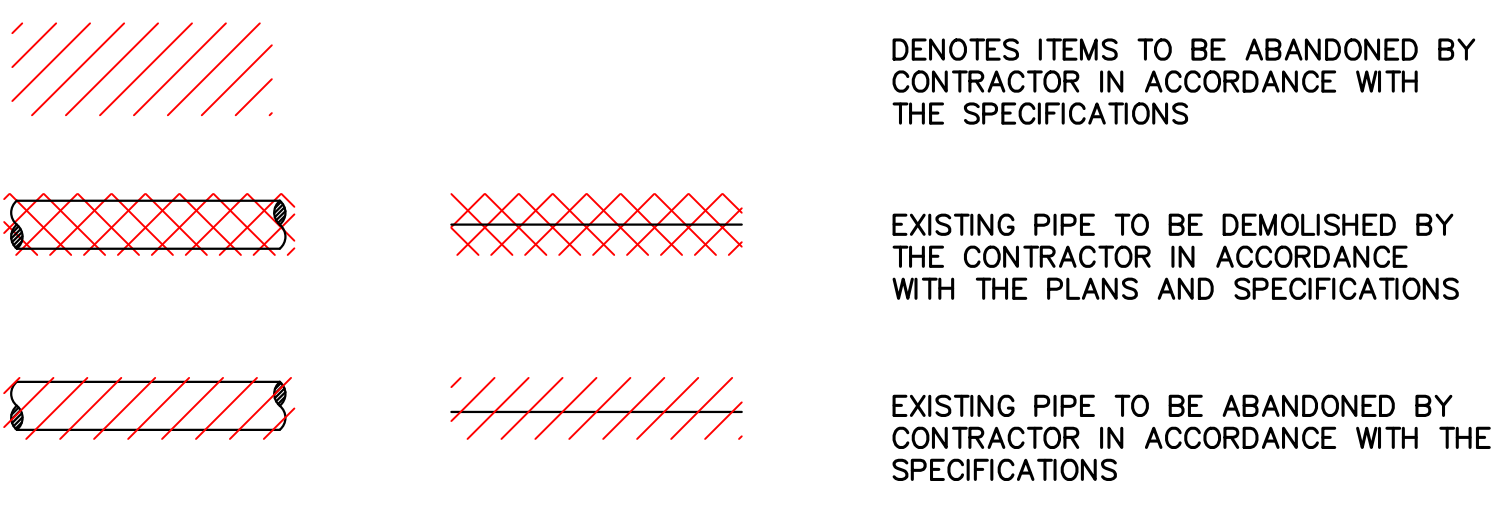 DENOTES ITEMS TO BE ABANDONED BY
CONTRACTOR IN ACCORDANCE WITH
THE SPECIFICATIONS
EXISTING PIPE TO BE DEMOLISHED BY
THE CONTRACTOR IN ACCORDANCE
WITH THE PLANS AND SPECIFICATIONS
EXISTING PIPE TO BE ABANDONED BY
CONTRACTOR IN ACCORDANCE WITH THE
SPECIFICATIONS